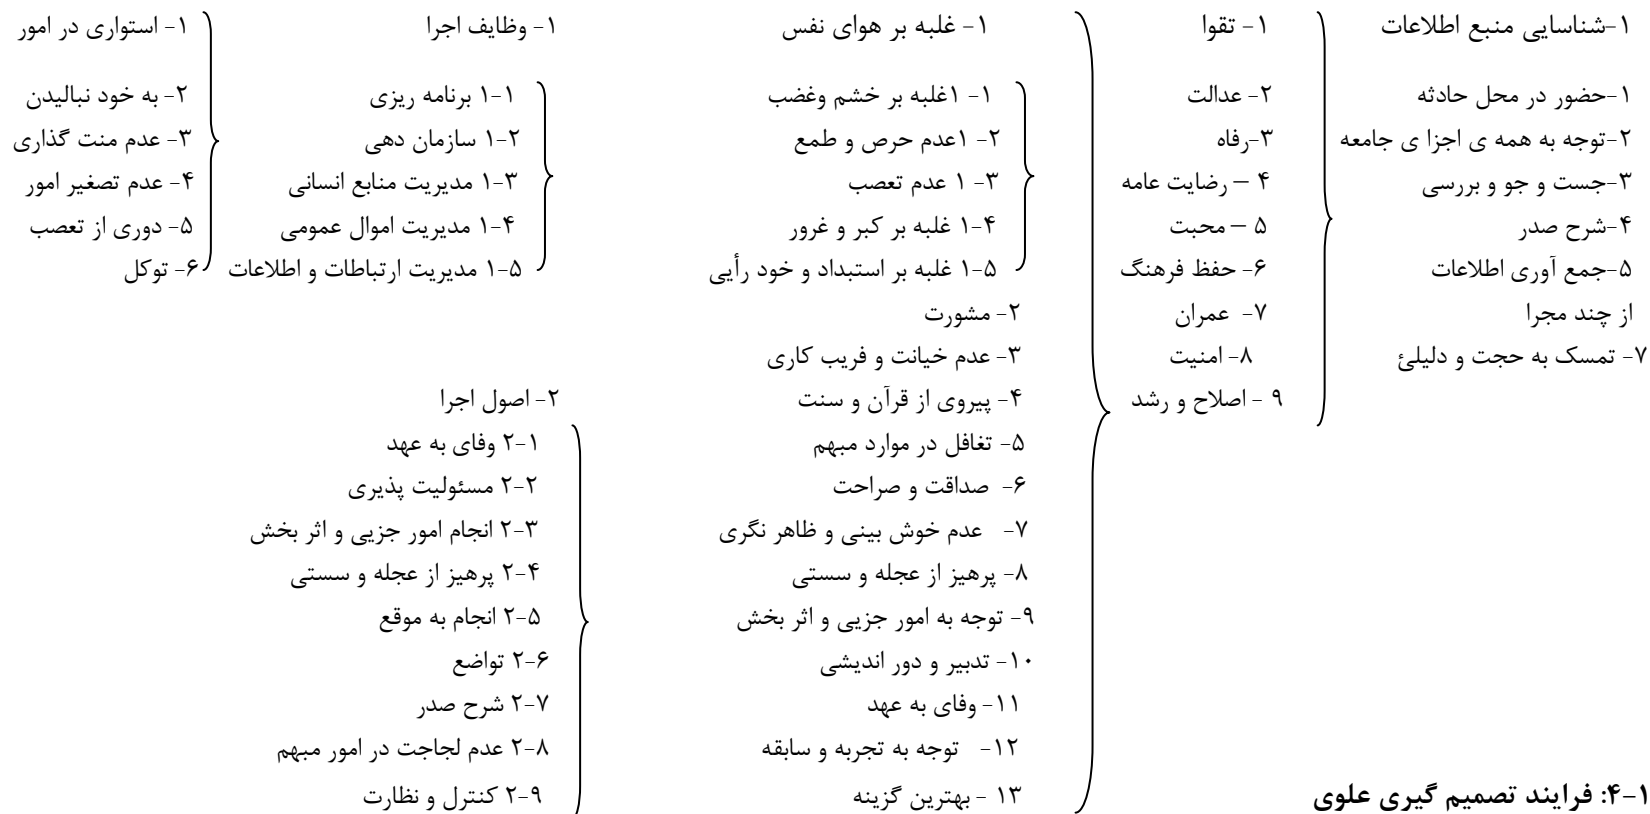 ۱-شناسایی منبع اطلاعات
۱-حضور در محل حادثه
۲-توجه به همه ی اجزا ی جامعه
۳-جست و جو و بررسی
۴-شرح صدر
۵-جمع آوری اطلاعات
از چند مجرا
۷- تمسک به حجت و دلیلئ
۱- تقوا
۲- عدالت
۳-رفاه
۴ – رضایت عامه
۵ – محبت
۶- حفظ فرهنگ
۷- عمران
۸- امنیت
۹ - اصلاح و رشد
۱- غلبه بر هوای نفس
۱- ۱غلبه بر خشم وغضب
۲- ۱عدم حرص و طمع
۳- ۱ عدم تعصب
۱-۴ غلبه بر کبر و غرور
۱-۵ غلبه بر استبداد و خود رأیی
۲- مشورت
۳- عدم خیانت و فریب کاری
۴- پیروی از قرآن و سنت
۵- تغافل در موارد مبهم
۶- صداقت و صراحت
۷- عدم خوش بینی و ظاهر نگری
۸- پرهیز از عجله و سستی
۹- توجه به امور جزیی و اثر بخش
۱۰- تدبیر و دور اندیشی
۱۱- وفای به عهد
۱۲- توجه به تجربه و سابقه
۱۳ - بهترین گزینه
۱- وظایف اجرا
۱-۱ برنامه ریزی
۱-۲ سازمان دهی
۱-۳ مدیریت منابع انسانی
۱-۴ مدیریت اموال عمومی
۱-۵ مدیریت ارتباطات و اطلاعات
۲- اصول اجرا
۲-۱ وفای به عهد
۲-۲ مسئولیت پذیری
۲-۳ انجام امور جزیی و اثر بخش
۲-۴ پرهیز از عجله و سستی
۲-۵ انجام به موقع
۲-۶ تواضع
۲-۷ شرح صدر
۲-۸ عدم لجاجت در امور مبهم
۲-۹ کنترل و نظارت
۱- استواری در امور
۲- به خود نبالیدن
۳- عدم منت گذاری
۴- عدم تصغیر امور
۵- دوری از تعصب
۶- توکل
۴-۱: فرایند تصمیم گیری علوی